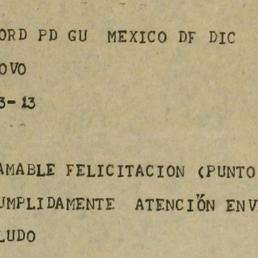 ORD PD GU MEXICO DF DIC
OVO
3-13
AMABLE FELICITACION (PUNTO
UMPLIDAMENTE ATENCIÓN ENV
LUDO